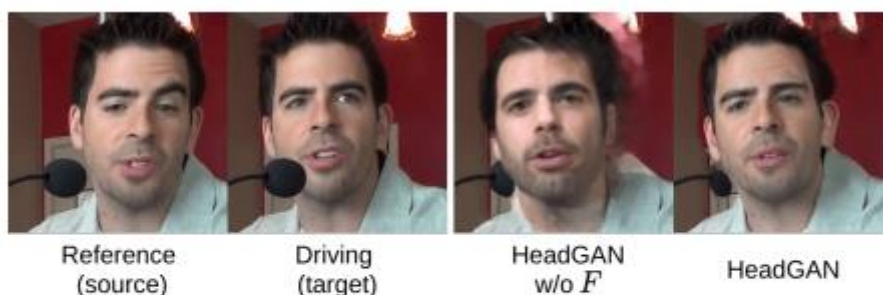 Reference
(source)
Driving
(target)
HeadGAN
w/o F
HeadGAN